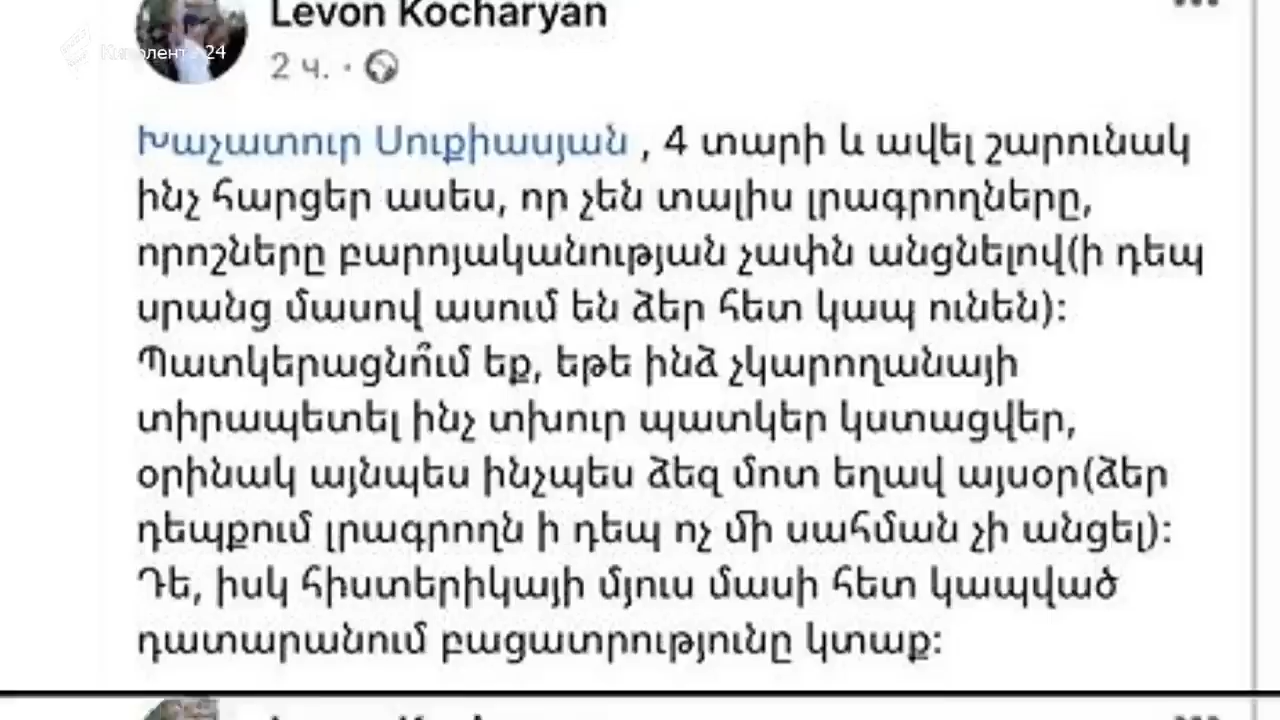 Levon Kocharyan
Кинолента 24
2 ч. ·
Խաչատուր Սուքիասյան , 4 տարի և ավել շարունակ
ինչ հարցեր ասես, որ չեն տալիս լրագրողները,
որոշները բարոյականության չափն անցնելով(ի դեպ
սրանց մասով ասում են ձեր հետ կապ ունեն):
Պատկերացնո՞ւմ եք, եթե ինձ չկարողանայի
տիրապետել ինչ տխուր պատկեր կստացվեր,
օրինակ այնպես ինչպես ձեզ մոտ եղավ այսօր(ձեր
դեպքում լրագրողն ի դեպ ոչ մի սահման չի անցել):
Դե, իսկ հիստերիկայի մյուս մասի հետ կապված
դատարանում բացատրությունը կտաք: